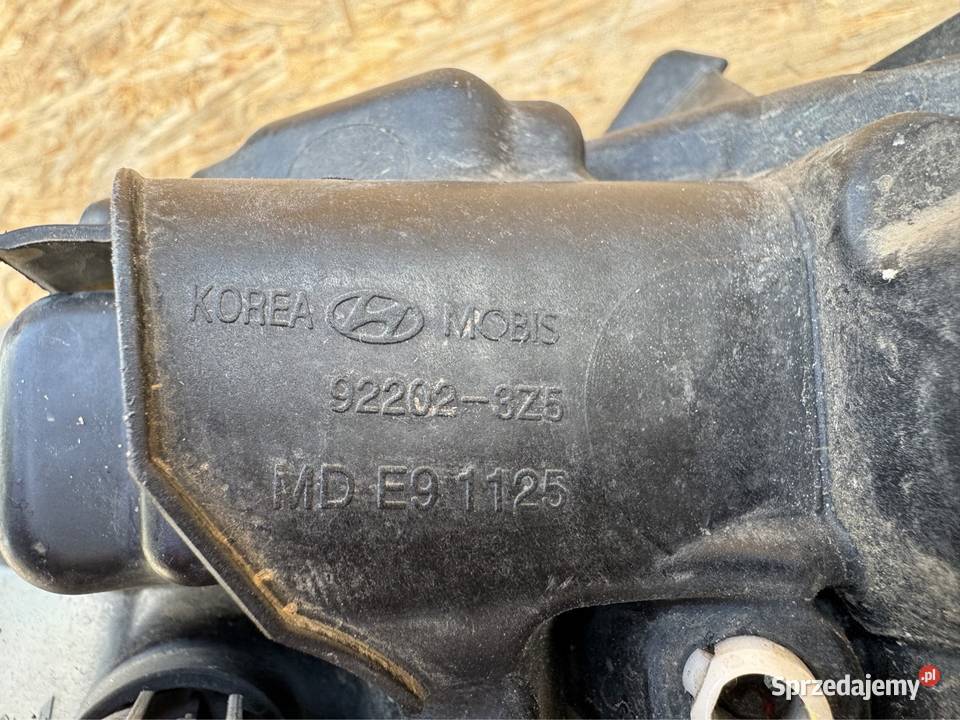 KOREA MOBIS
92202-3Z5
MD E9 1125
Sprzedajemy.pl